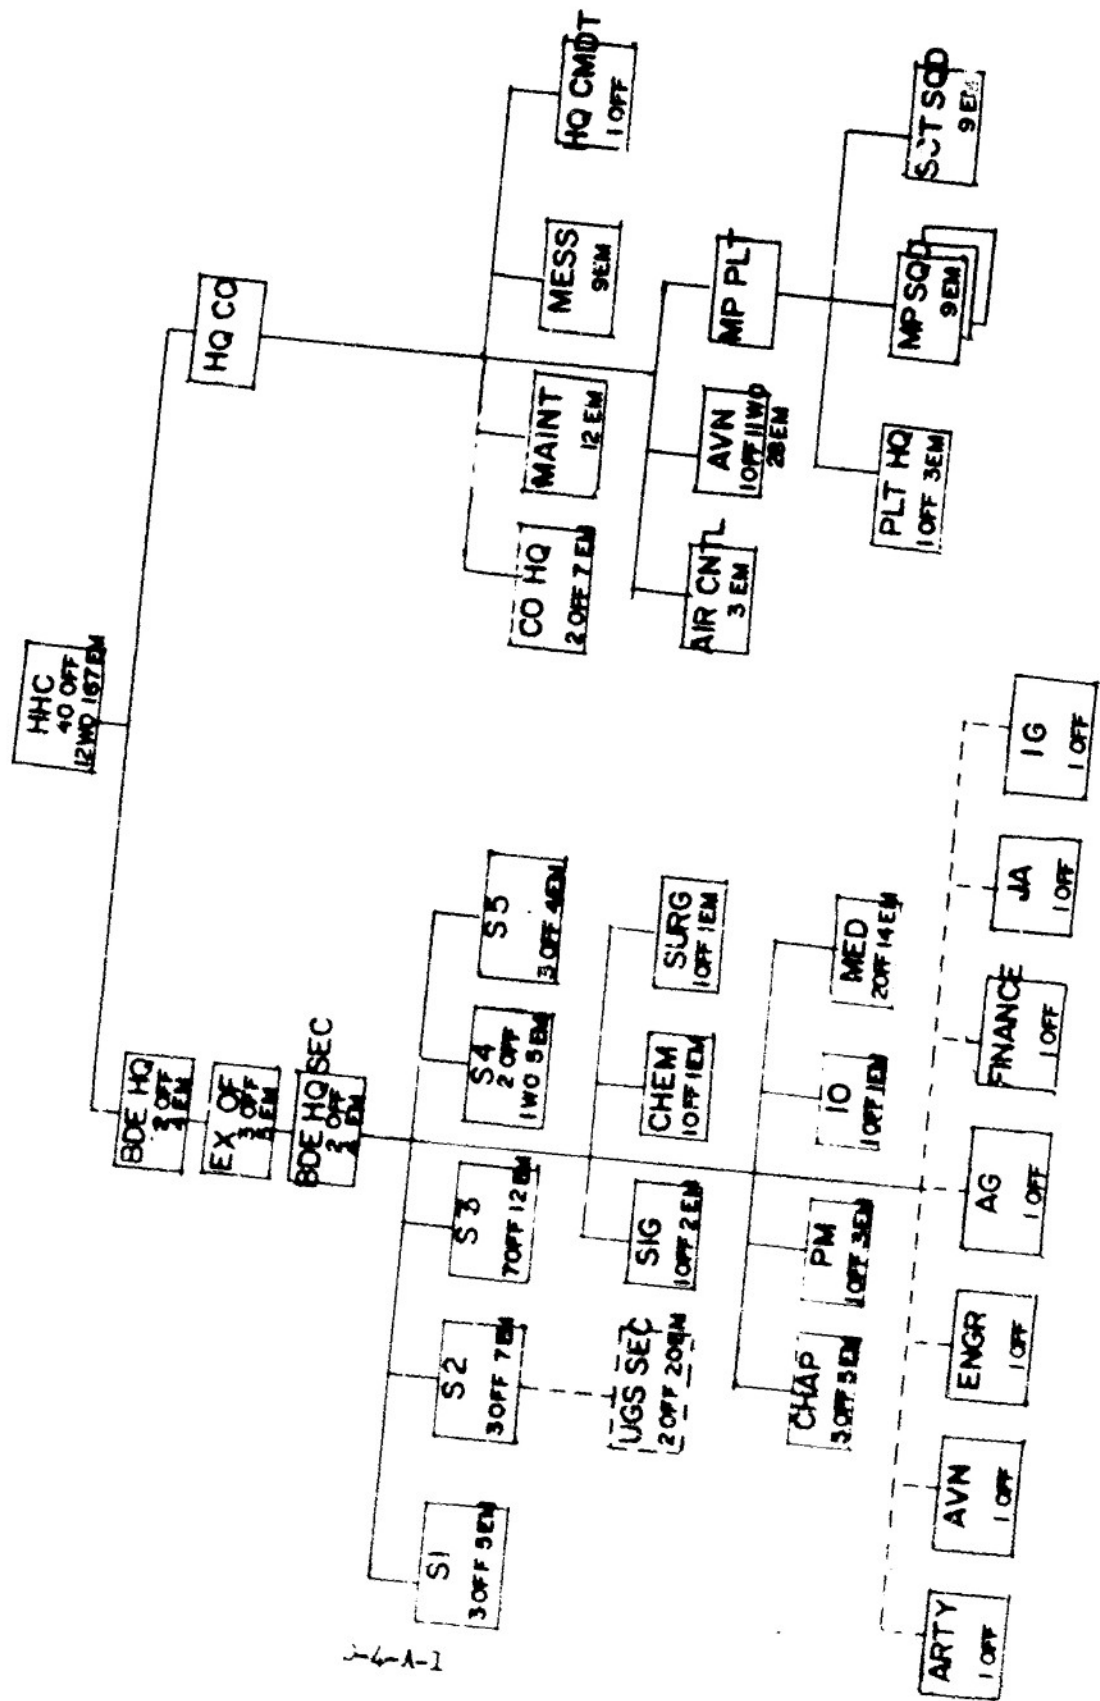 HHC
40 OFF
12 WO 167 EM
BDE HQ
2 OFF
EX OF
3 OFF
5 EM
BDE HQ SEC
2 OFF
EM
S1
3 OFF 5 EM
S2
3 OFF 7 EM
S3
7 OFF 12 EM
S4
2 OFF
1 WO 5 EM
S5
3 OFF 4 EM
UGS SEC
2 OFF 20 EM
SIG
1 OFF 2 EM
CHEM
1 OFF 1 EM
SURG
1 OFF 1 EM
CHAP
3 OFF 3 EM
PM
1 OFF 3 EM
IO
1 OFF 1 EM
MED
2 OFF 14 EM
ARTY
1 OFF
AVN
1 OFF
ENGR
1 OFF
AG
1 OFF
FINANCE
1 OFF
JA
1 OFF
IG
1 OFF
HQ CO
CO HQ
2 OFF 7 EM
MAINT
12 EM
MESS
9 EM
HQ CMDT
1 OFF
AIR CNTL
3 EM
AVN
1 OFF 11 WO
28 EM
MP PLT
PLT HQ
1 OFF 3 EM
MP SQD
9 EM
SCT SQD
9 EM